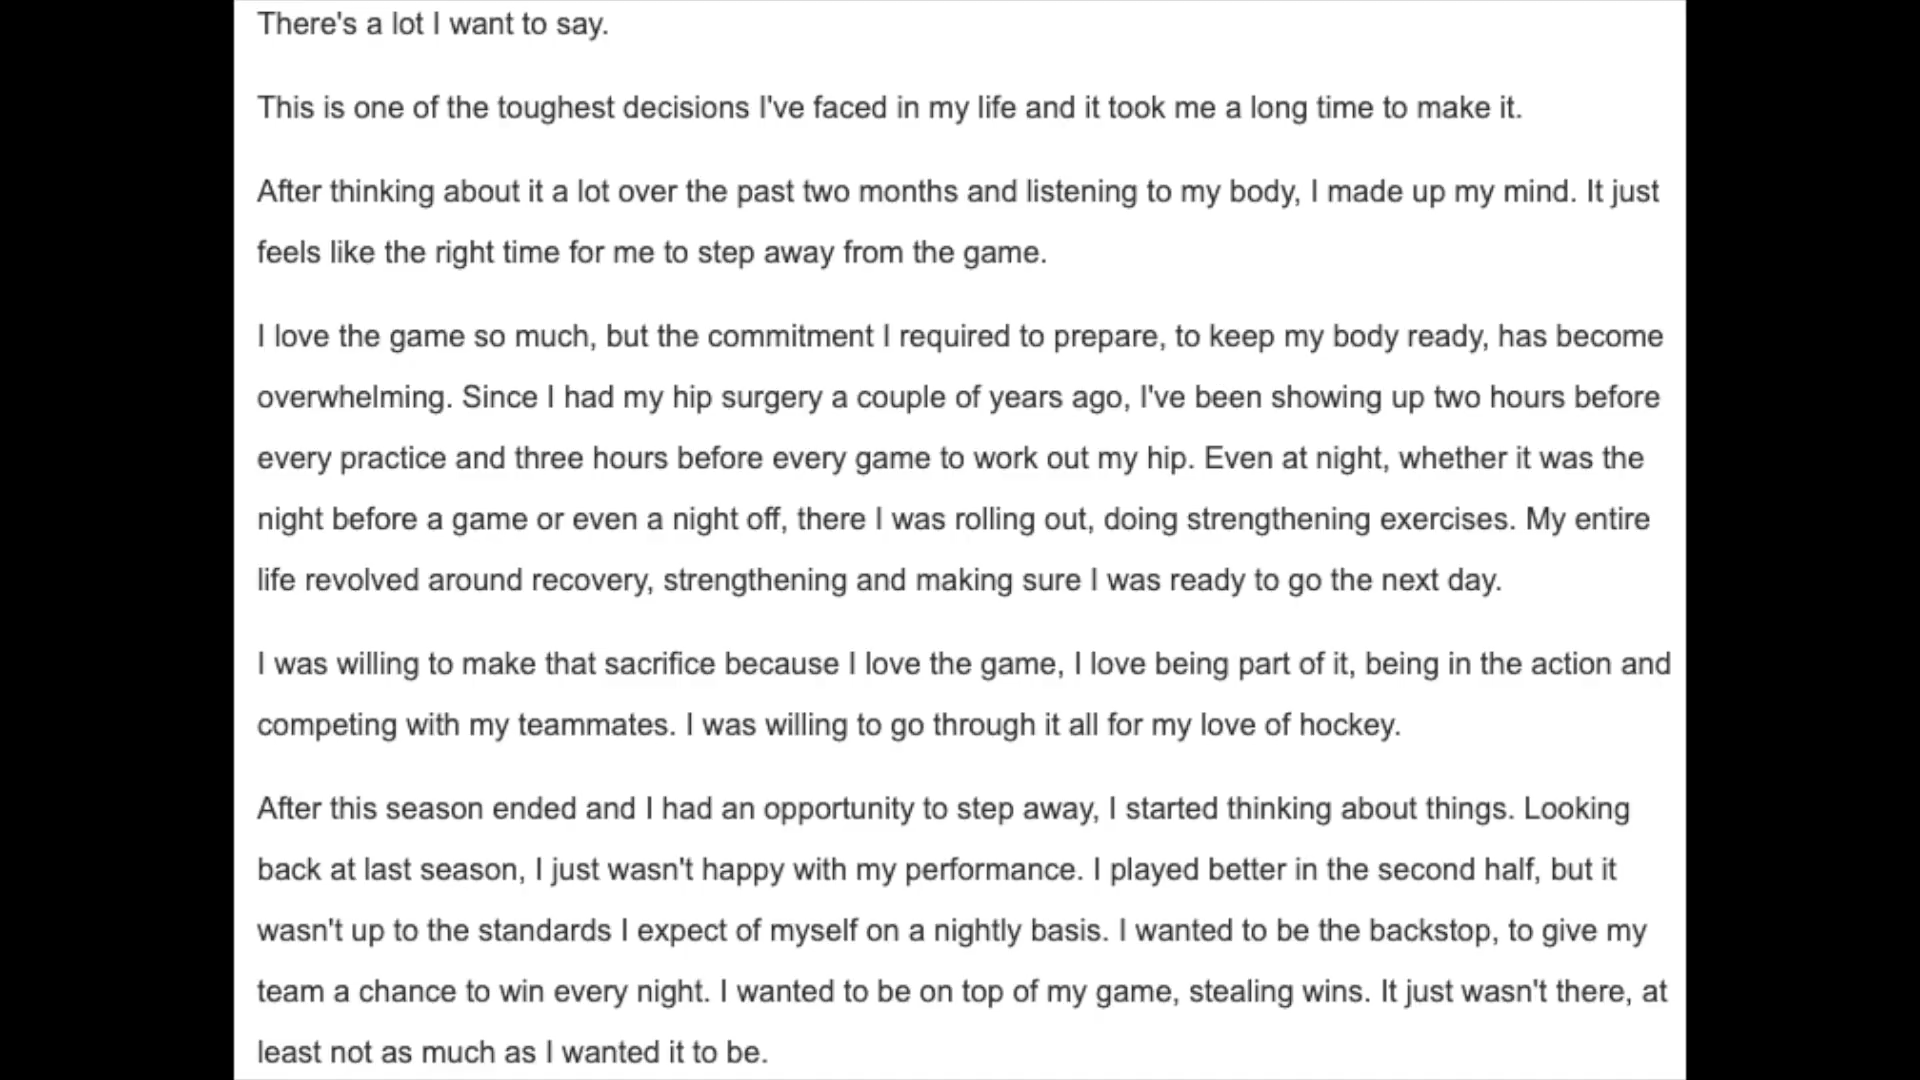 There's a lot I want to say.
This is one of the toughest decisions I've faced in my life and it took me a long time to make it.
After thinking about it a lot over the past two months and listening to my body, I made up my mind. It just
feels like the right time for me to step away from the game.
I love the game so much, but the commitment I required to prepare, to keep my body ready, has become
overwhelming. Since I had my hip surgery a couple of years ago, I've been showing up two hours before
every practice and three hours before every game to work out my hip. Even at night, whether it was the
night before a game or even a night off, there I was rolling out, doing strengthening exercises. My entire
life revolved around recovery, strengthening and making sure I was ready to go the next day.
I was willing to make that sacrifice because I love the game, I love being part of it, being in the action and
competing with my teammates. I was willing to go through it all for my love of hockey.
After this season ended and I had an opportunity to step away, I started thinking about things. Looking
back at last season, I just wasn't happy with my performance. I played better in the second half, but it
wasn't up to the standards I expect of myself on a nightly basis. I wanted to be the backstop, to give my
team a chance to win every night. I wanted to be on top of my game, stealing wins. It just wasn't there, at
least not as much as I wanted it to be.